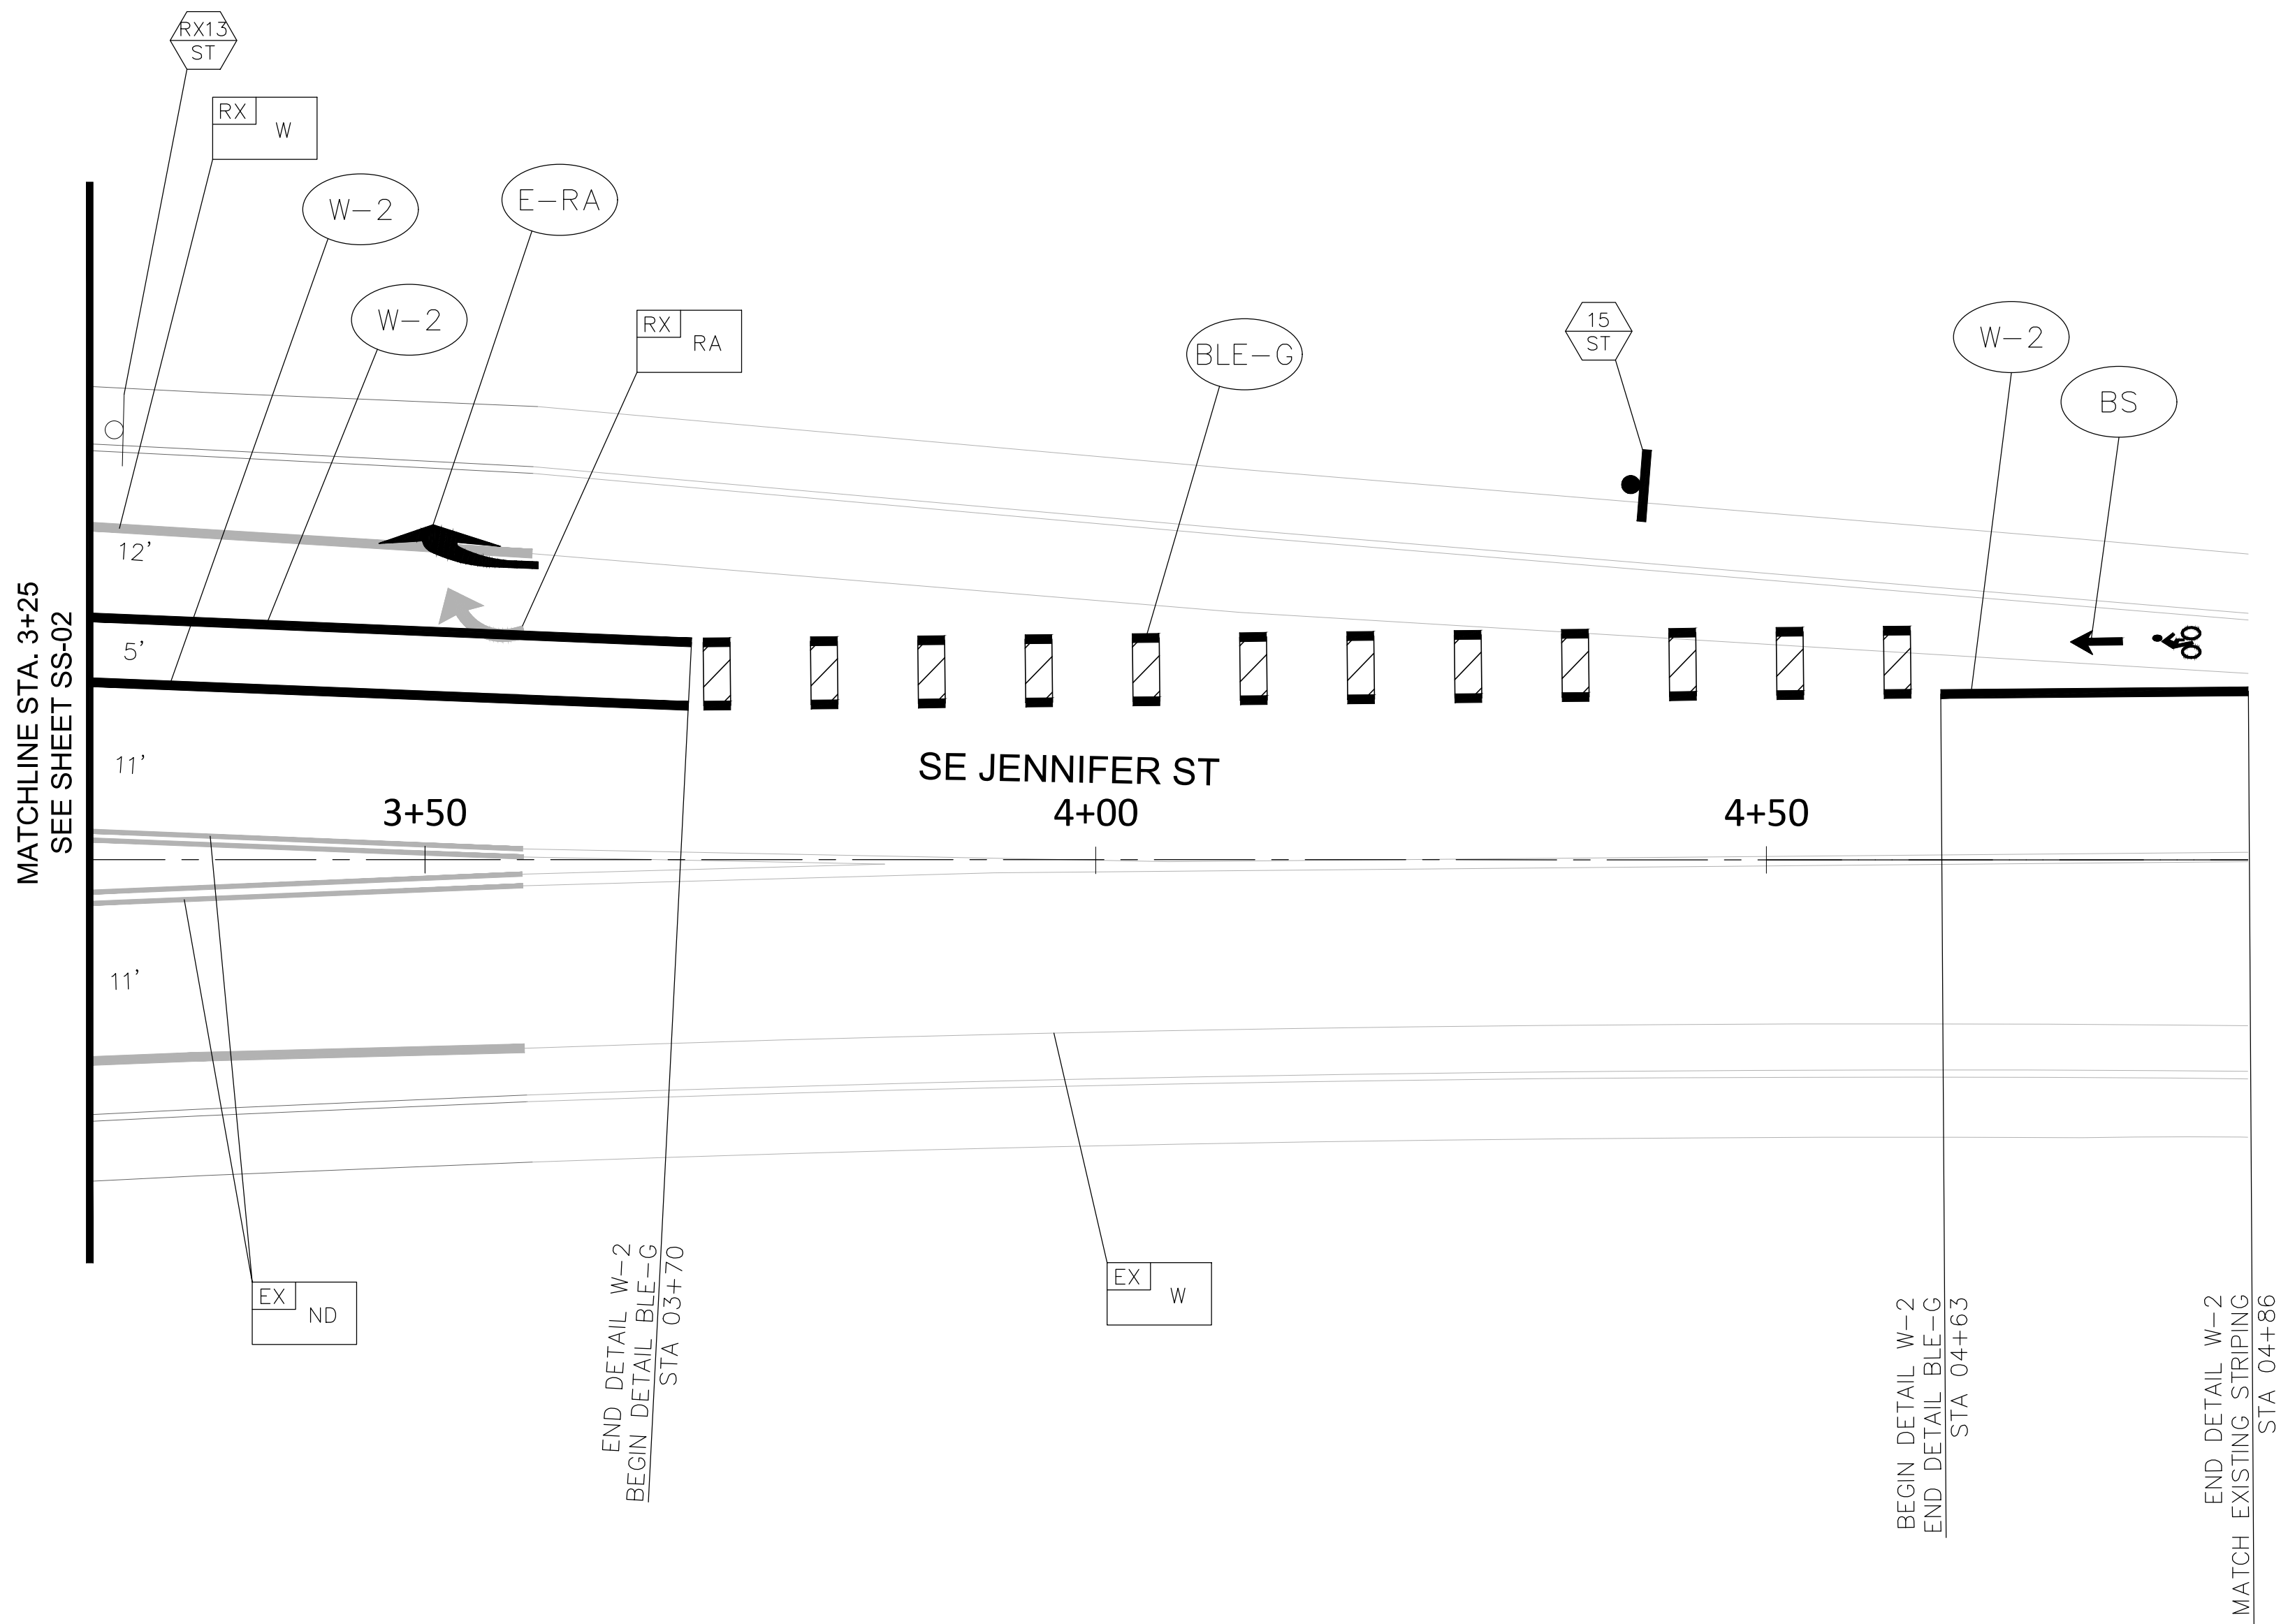 RX13
ST
RX
W
W-2
E-RA
W-2
RX
RA
BLE-G
15
ST
W-2
BS
12'
5'
11'
11'
MATCHLINE STA. 3+25
SEE SHEET SS-02
SE JENNIFER ST
3+50
4+00
4+50
EX
ND
EX
W
END DETAIL W-2
BEGIN DETAIL BLE-G
STA 03+70
BEGIN DETAIL W-2
END DETAIL BLE-G
STA 04+63
END DETAIL W-2
MATCH EXISTING STRIPING
STA 04+86